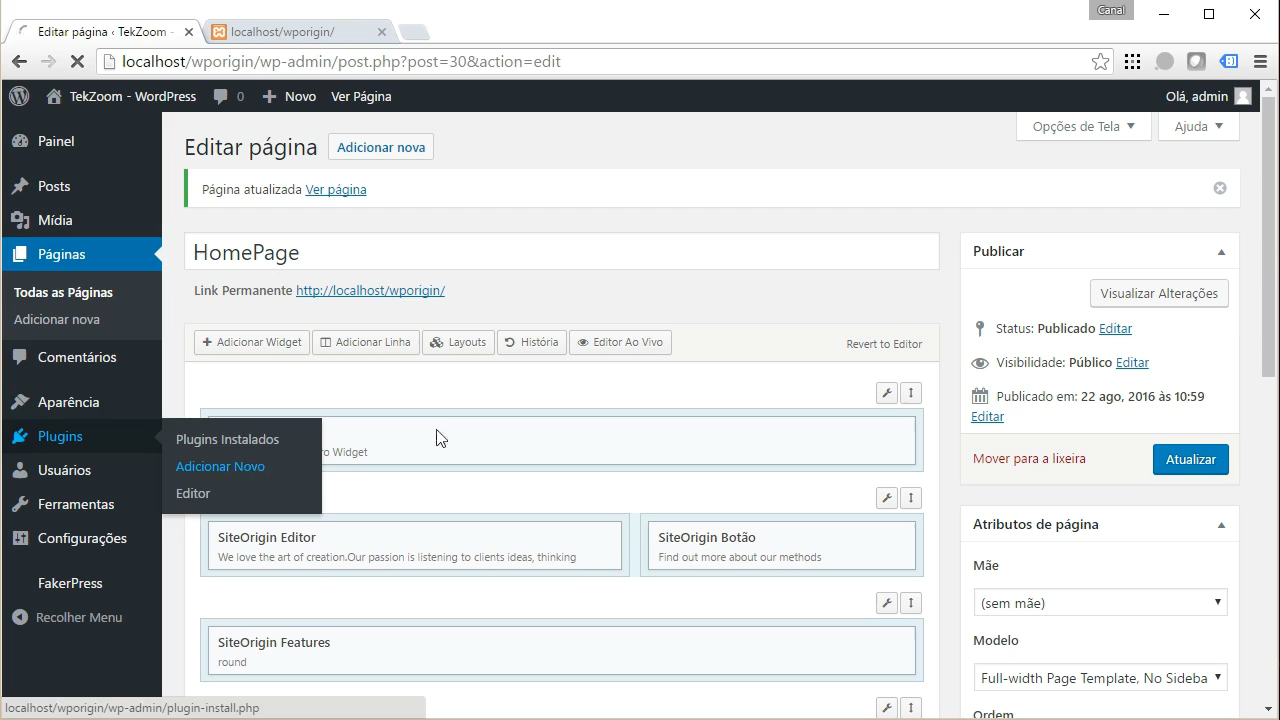 Canal
Editar página ‹ TekZoom -
localhost/wporigin/
localhost/wporigin/wp-admin/post.php?post=30&action=edit
TekZoom - WordPress
0
Novo
Ver Página
Olá, admin
Painel
Posts
Mídia
Páginas
Todas as Páginas
Adicionar nova
Comentários
Aparência
Plugins
Plugins Instalados
Adicionar Novo
Editor
Usuários
Ferramentas
Configurações
FakerPress
Recolher Menu
Opções de Tela
Ajuda
Editar página
Adicionar nova
Página atualizada Ver página
HomePage
Link Permanente http://localhost/wporigin/
Adicionar Widget
Adicionar Linha
Layouts
História
Editor Ao Vivo
Revert to Editor
ro Widget
SiteOrigin Editor
We love the art of creation.Our passion is listening to clients ideas, thinking
SiteOrigin Botão
Find out more about our methods
SiteOrigin Features
round
Publicar
Visualizar Alterações
Status: Publicado Editar
Visibilidade: Público Editar
Publicado em: 22 ago, 2016 às 10:59
Editar
Mover para a lixeira
Atualizar
Atributos de página
Mãe
(sem mãe)
Modelo
Full-width Page Template, No Sideba
Ordem
localhost/wporigin/wp-admin/plugin-install.php